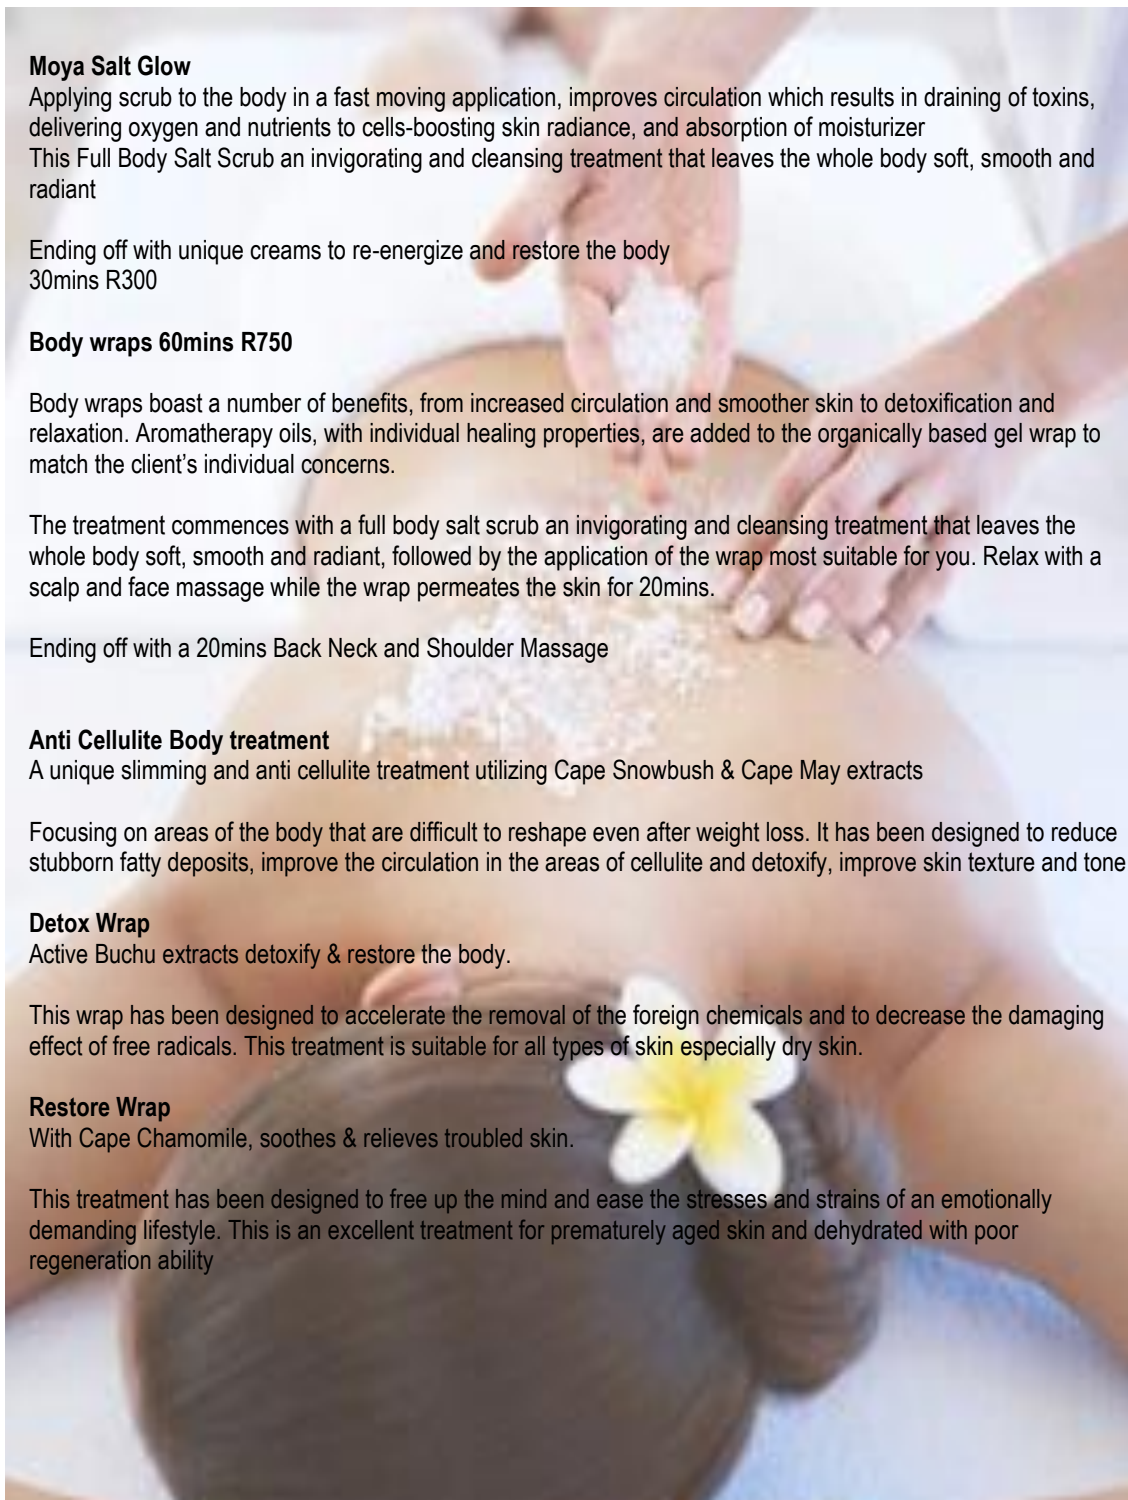 Moya Salt Glow
Applying scrub to the body in a fast moving application, improves circulation which results in draining of toxins,
delivering oxygen and nutrients to cells-boosting skin radiance, and absorption of moisturizer
This Full Body Salt Scrub an invigorating and cleansing treatment that leaves the whole body soft, smooth and
radiant
Ending off with unique creams to re-energize and restore the body
30mins R300
Body wraps 60mins R750
Body wraps boast a number of benefits, from increased circulation and smoother skin to detoxification and
relaxation. Aromatherapy oils, with individual healing properties, are added to the organically based gel wrap to
match the client’s individual concerns.
The treatment commences with a full body salt scrub an invigorating and cleansing treatment that leaves the
whole body soft, smooth and radiant, followed by the application of the wrap most suitable for you. Relax with a
scalp and face massage while the wrap permeates the skin for 20mins.
Ending off with a 20mins Back Neck and Shoulder Massage
Anti Cellulite Body treatment
A unique slimming and anti cellulite treatment utilizing Cape Snowbush & Cape May extracts
Focusing on areas of the body that are difficult to reshape even after weight loss. It has been designed to reduce
stubborn fatty deposits, improve the circulation in the areas of cellulite and detoxify, improve skin texture and tone
Detox Wrap
Active Buchu extracts detoxify & restore the body.
This wrap has been designed to accelerate the removal of the foreign chemicals and to decrease the damaging
effect of free radicals. This treatment is suitable for all types of skin especially dry skin.
Restore Wrap
With Cape Chamomile, soothes & relieves troubled skin.
This treatment has been designed to free up the mind and ease the stresses and strains of an emotionally
demanding lifestyle. This is an excellent treatment for prematurely aged skin and dehydrated with poor
regeneration ability